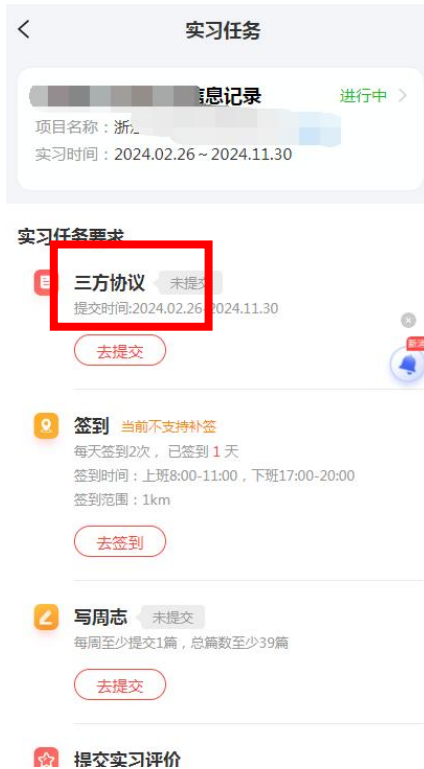 实习任务
息记录 进行中
项目名称：浙
实习时间：2024.02.26～2024.11.30
实习任务要求
三方协议 未提交
提交时间:2024.02.26-2024.11.30
去提交
签到 当前不支持补签
每天签到2次，已签到 1 天
签到时间：上班8:00-11:00，下班17:00-20:00
签到范围：1km
去签到
写周志 未提交
每周至少提交1篇，总篇数至少39篇
去提交
提交实习评价